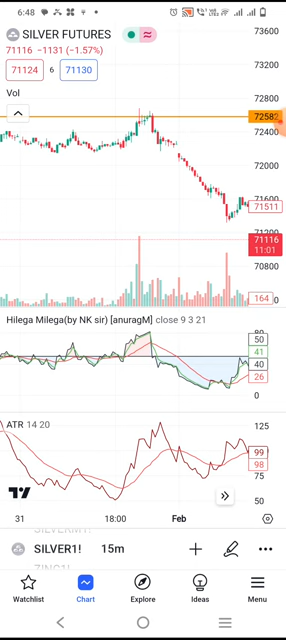 6:48
SILVER FUTURES
71116 −1131 (−1.57%)
71124 6 71130
Vol
73600
73200
72800
72582
72400
72000
71600
71511
71116
11:01
70800
164
Hilega Milega(by NK sir) [anuragM] close 9 3 21
80
50
41
40
26
0
ATR 14 20
125
99
98
75
50
31 18:00 Feb
SILVER1! 15m
Watchlist Chart Explore Ideas Menu